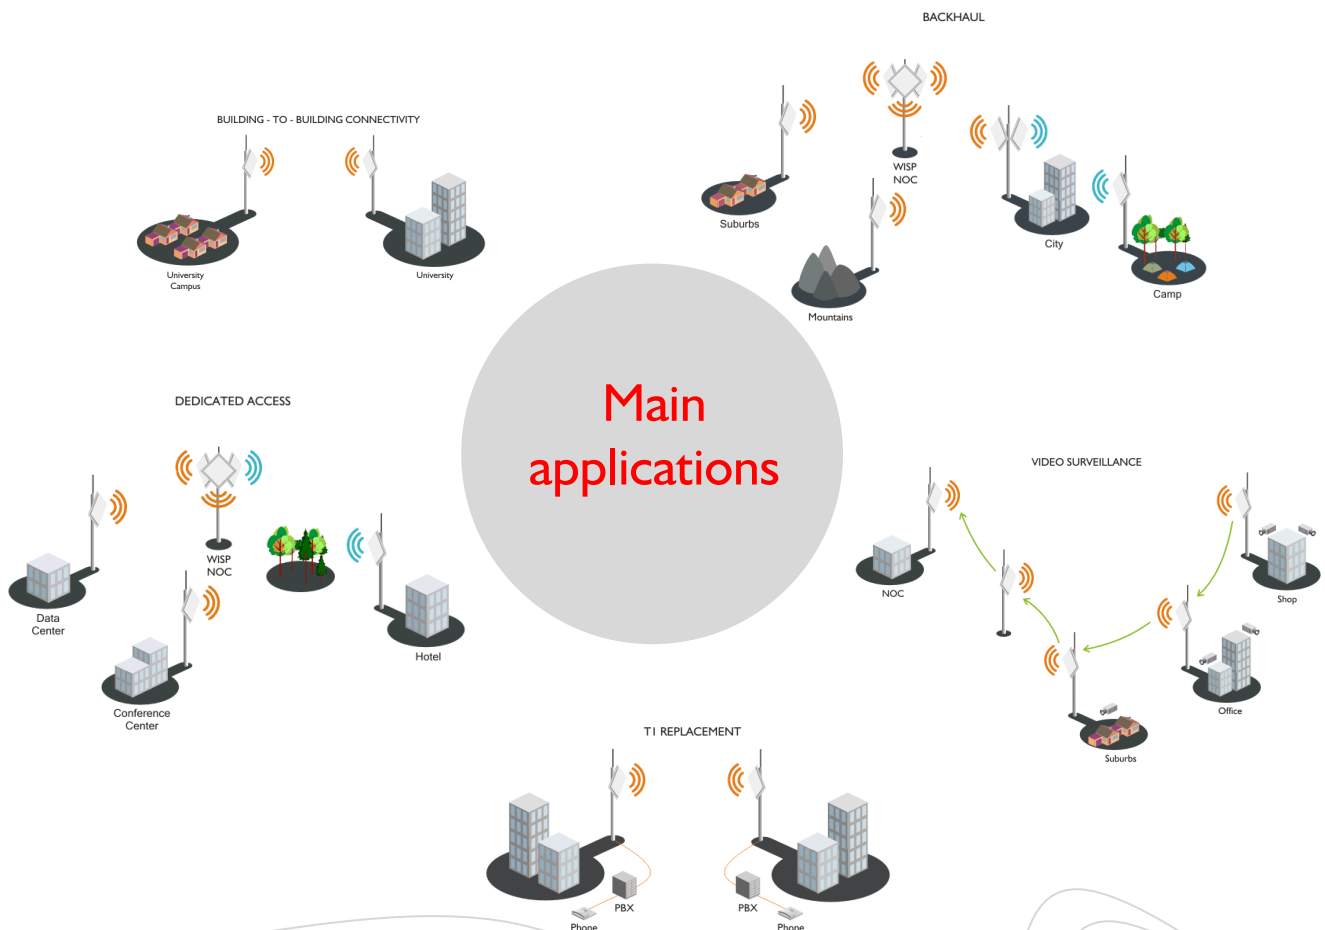 BACKHAUL
WISP
NOC
Suburbs
City
Camp
Mountains
BUILDING - TO - BUILDING CONNECTIVITY
University
Campus
University
Main
applications
DEDICATED ACCESS
WISP
NOC
Data
Center
Hotel
Conference
Center
VIDEO SURVEILLANCE
NOC
Shop
Office
Suburbs
T1 REPLACEMENT
PBX
Phone
PBX
Phone